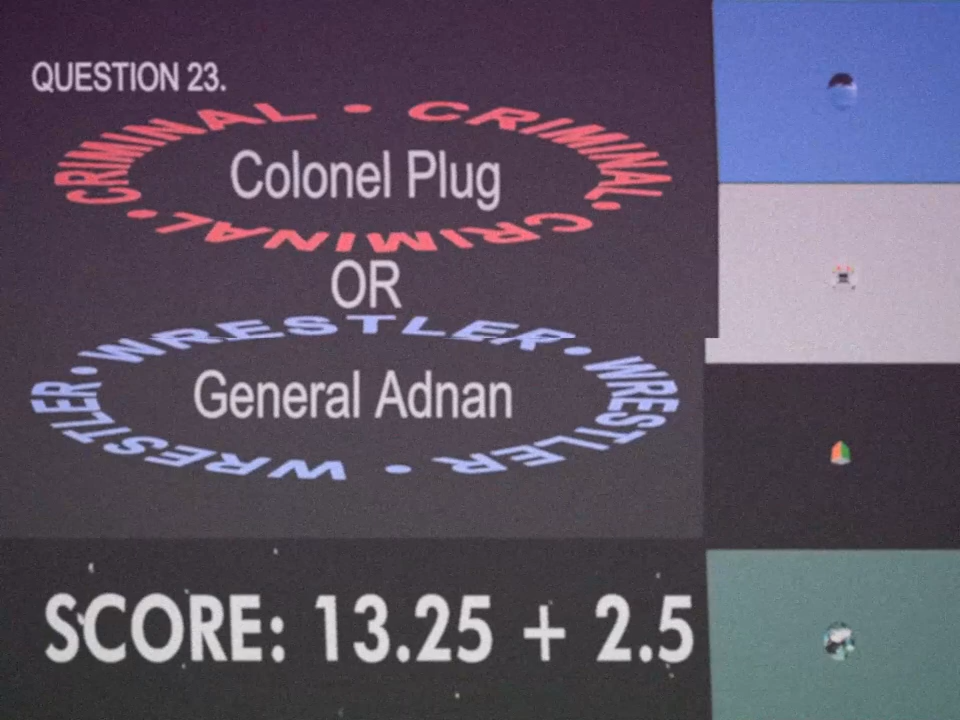 QUESTION 23.
CRIMINAL • CRIMINAL • CRIMINAL •
Colonel Plug
OR
WRESTLER • WRESTLER • WRESTLER •
General Adnan
SCORE: 13.25 + 2.5